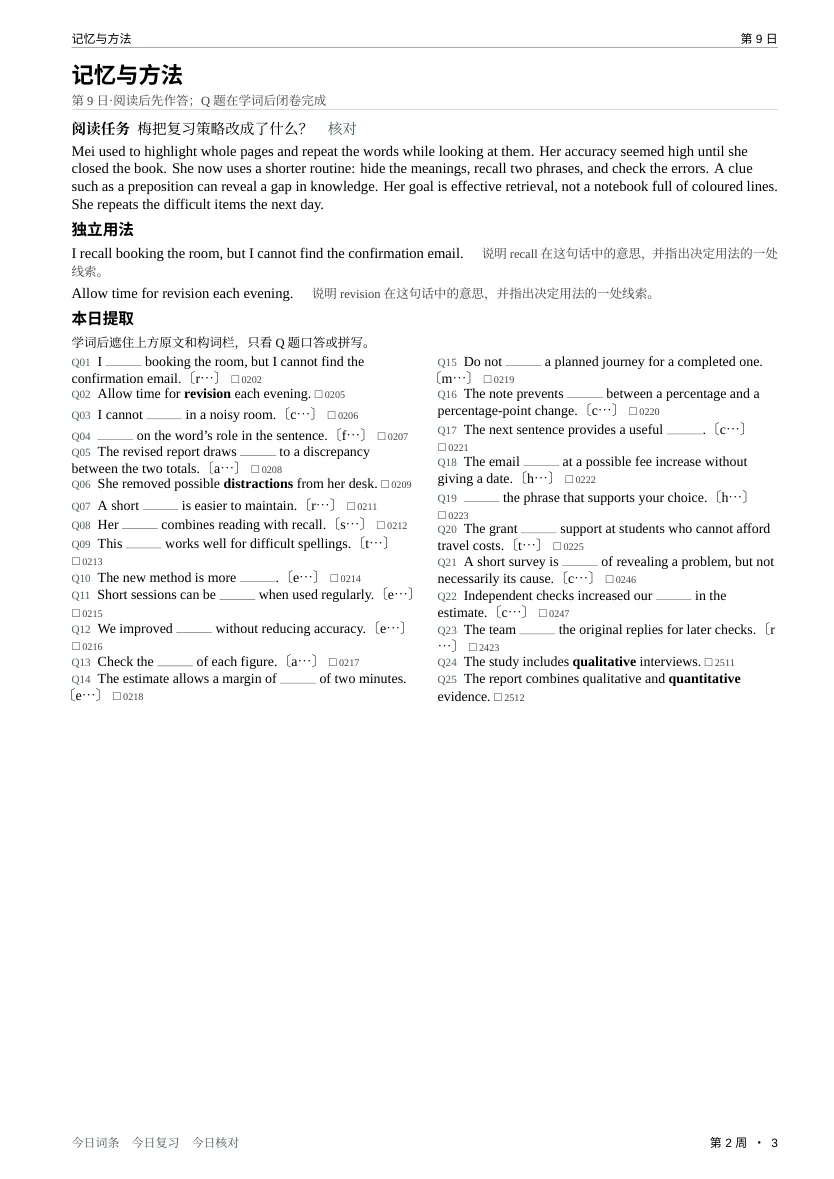 记忆与方法 第 9 日
记忆与方法
第 9 日·阅读后先作答；Q 题在学词后闭卷完成
阅读任务 梅把复习策略改成了什么？ 核对
Mei used to highlight whole pages and repeat the words while looking at them. Her accuracy seemed high until she
closed the book. She now uses a shorter routine: hide the meanings, recall two phrases, and check the errors. A clue
such as a preposition can reveal a gap in knowledge. Her goal is effective retrieval, not a notebook full of coloured lines.
She repeats the difficult items the next day.
独立用法
I recall booking the room, but I cannot find the confirmation email. 说明 recall 在这句话中的意思，并指出决定用法的一处
线索。
Allow time for revision each evening. 说明 revision 在这句话中的意思，并指出决定用法的一处线索。
本日提取
学词后遮住上方原文和构词栏，只看 Q 题口答或拼写。
Q01 I _____ booking the room, but I cannot find the
confirmation email.〔r⋯〕 □ 0202
Q02 Allow time for revision each evening. □ 0205
Q03 I cannot _____ in a noisy room.〔c⋯〕 □ 0206
Q04 _____ on the word’s role in the sentence.〔f⋯〕 □ 0207
Q05 The revised report draws _____ to a discrepancy
between the two totals.〔a⋯〕 □ 0208
Q06 She removed possible distractions from her desk. □ 0209
Q07 A short _____ is easier to maintain.〔r⋯〕 □ 0211
Q08 Her _____ combines reading with recall.〔s⋯〕 □ 0212
Q09 This _____ works well for difficult spellings.〔t⋯〕
□ 0213
Q10 The new method is more _____.〔e⋯〕 □ 0214
Q11 Short sessions can be _____ when used regularly.〔e⋯〕
□ 0215
Q12 We improved _____ without reducing accuracy.〔e⋯〕
□ 0216
Q13 Check the _____ of each figure.〔a⋯〕 □ 0217
Q14 The estimate allows a margin of _____ of two minutes.
〔e⋯〕 □ 0218
Q15 Do not _____ a planned journey for a completed one.
〔m⋯〕 □ 0219
Q16 The note prevents _____ between a percentage and a
percentage-point change.〔c⋯〕 □ 0220
Q17 The next sentence provides a useful _____.〔c⋯〕
□ 0221
Q18 The email _____ at a possible fee increase without
giving a date.〔h⋯〕 □ 0222
Q19 _____ the phrase that supports your choice.〔h⋯〕
□ 0223
Q20 The grant _____ support at students who cannot afford
travel costs.〔t⋯〕 □ 0225
Q21 A short survey is _____ of revealing a problem, but not
necessarily its cause.〔c⋯〕 □ 0246
Q22 Independent checks increased our _____ in the
estimate.〔c⋯〕 □ 0247
Q23 The team _____ the original replies for later checks.〔r
⋯〕 □ 2423
Q24 The study includes qualitative interviews. □ 2511
Q25 The report combines qualitative and quantitative
evidence. □ 2512
今日词条 今日复习 今日核对 第 2 周 · 3